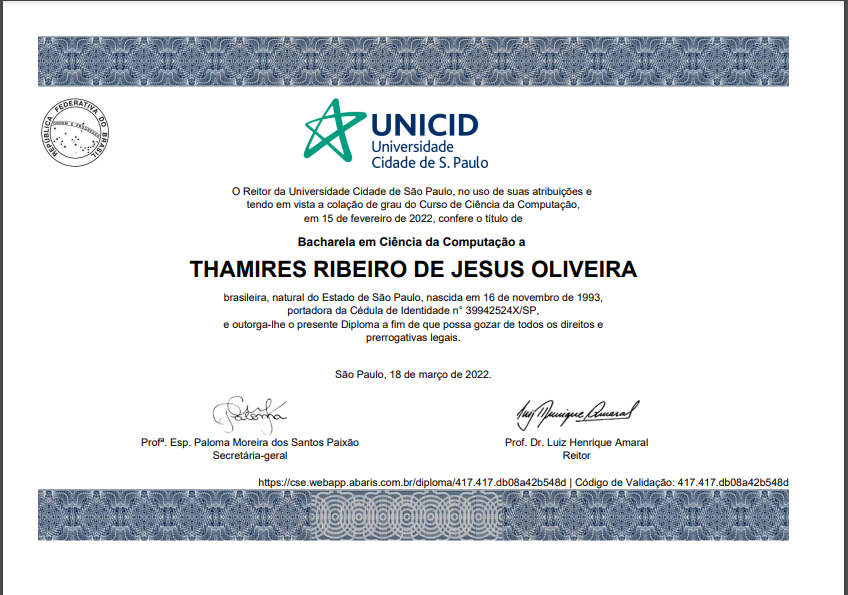 REPÚBLICA FEDERATIVA DO BRASIL
UNICID
Universidade
Cidade de S. Paulo
O Reitor da Universidade Cidade de São Paulo, no uso de suas atribuições e
tendo em vista a colação de grau do Curso de Ciência da Computação,
em 15 de fevereiro de 2022, confere o título de
Bacharela em Ciência da Computação a
THAMIRES RIBEIRO DE JESUS OLIVEIRA
brasileira, natural do Estado de São Paulo, nascida em 16 de novembro de 1993,
portadora da Cédula de Identidade n° 39942524X/SP,
e outorga-lhe o presente Diploma a fim de que possa gozar de todos os direitos e
prerrogativas legais.
São Paulo, 18 de março de 2022.
Profª. Esp. Paloma Moreira dos Santos Paixão
Secretária-geral
Prof. Dr. Luiz Henrique Amaral
Reitor
https://cse.webapp.abaris.com.br/diploma/417.417.db08a42b548d | Código de Validação: 417.417.db08a42b548d